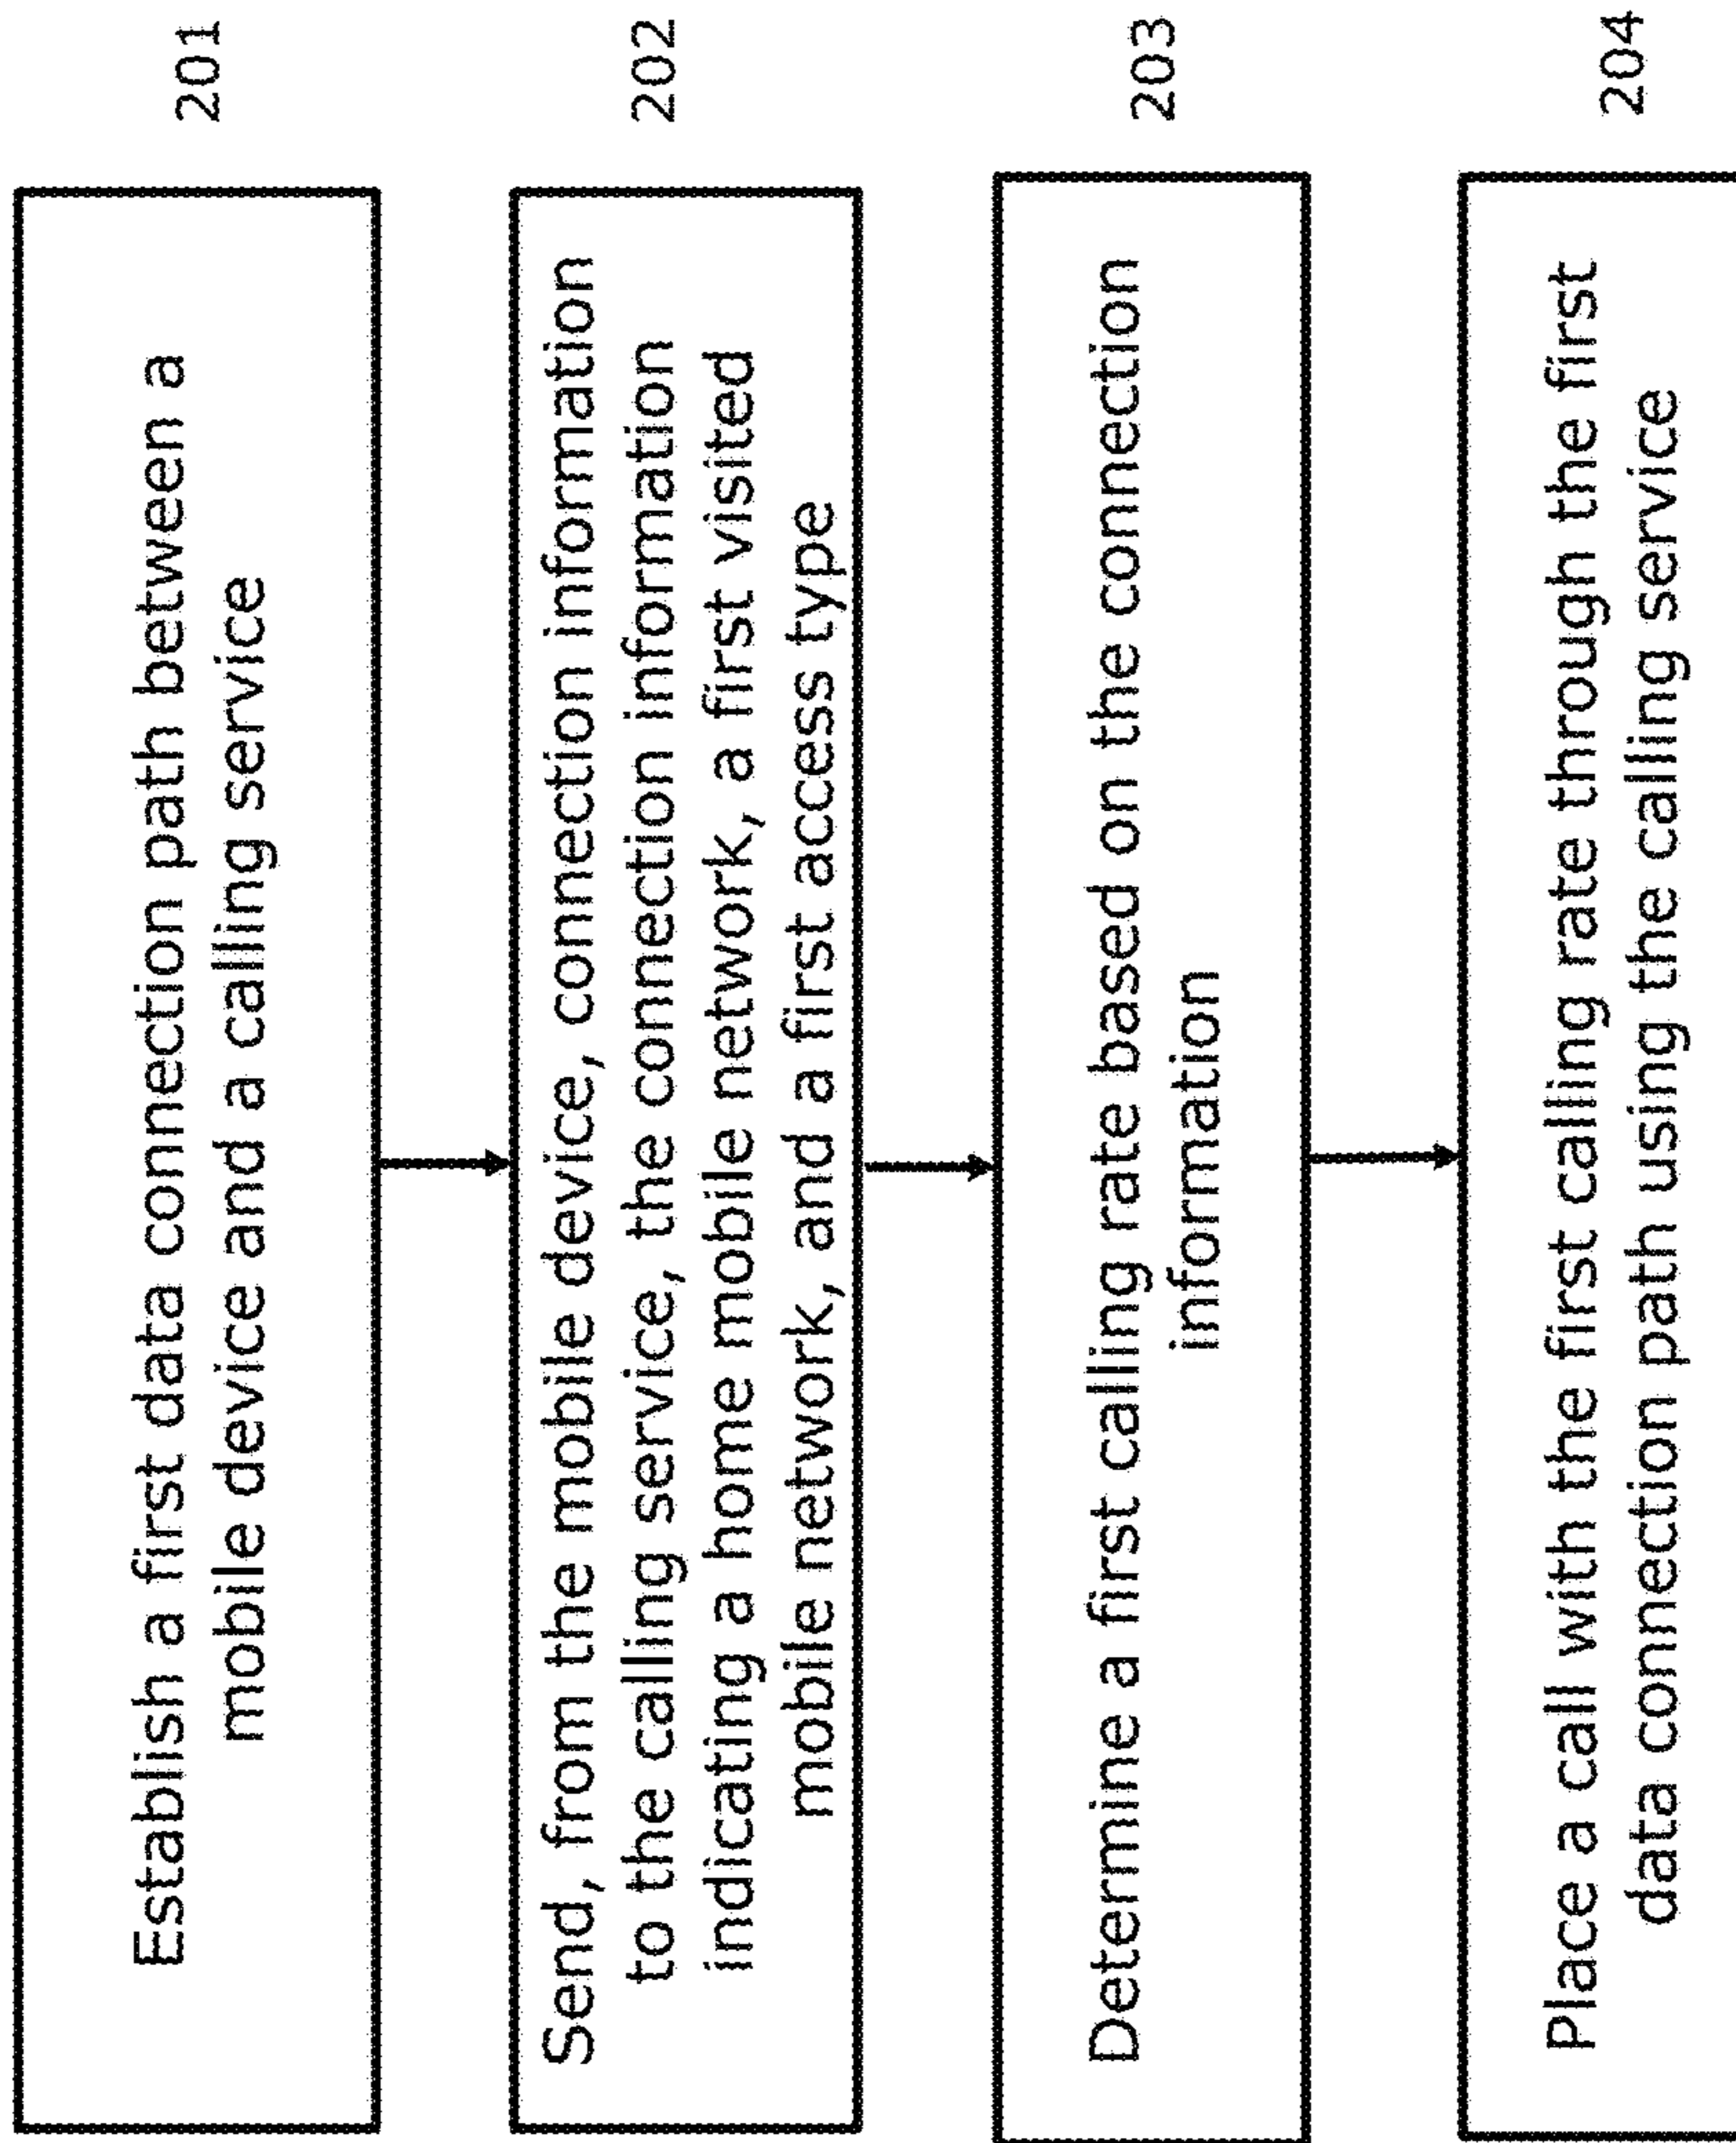 Establish a first data connection path between a
mobile device and a calling service
201
Send, from the mobile device, connection information
to the calling service, the connection information
indicating a home mobile network, a first visited
mobile network, and a first access type
202
Determine a first calling rate based on the connection
information
203
Place a call with the first calling rate through the first
data connection path using the calling service
204